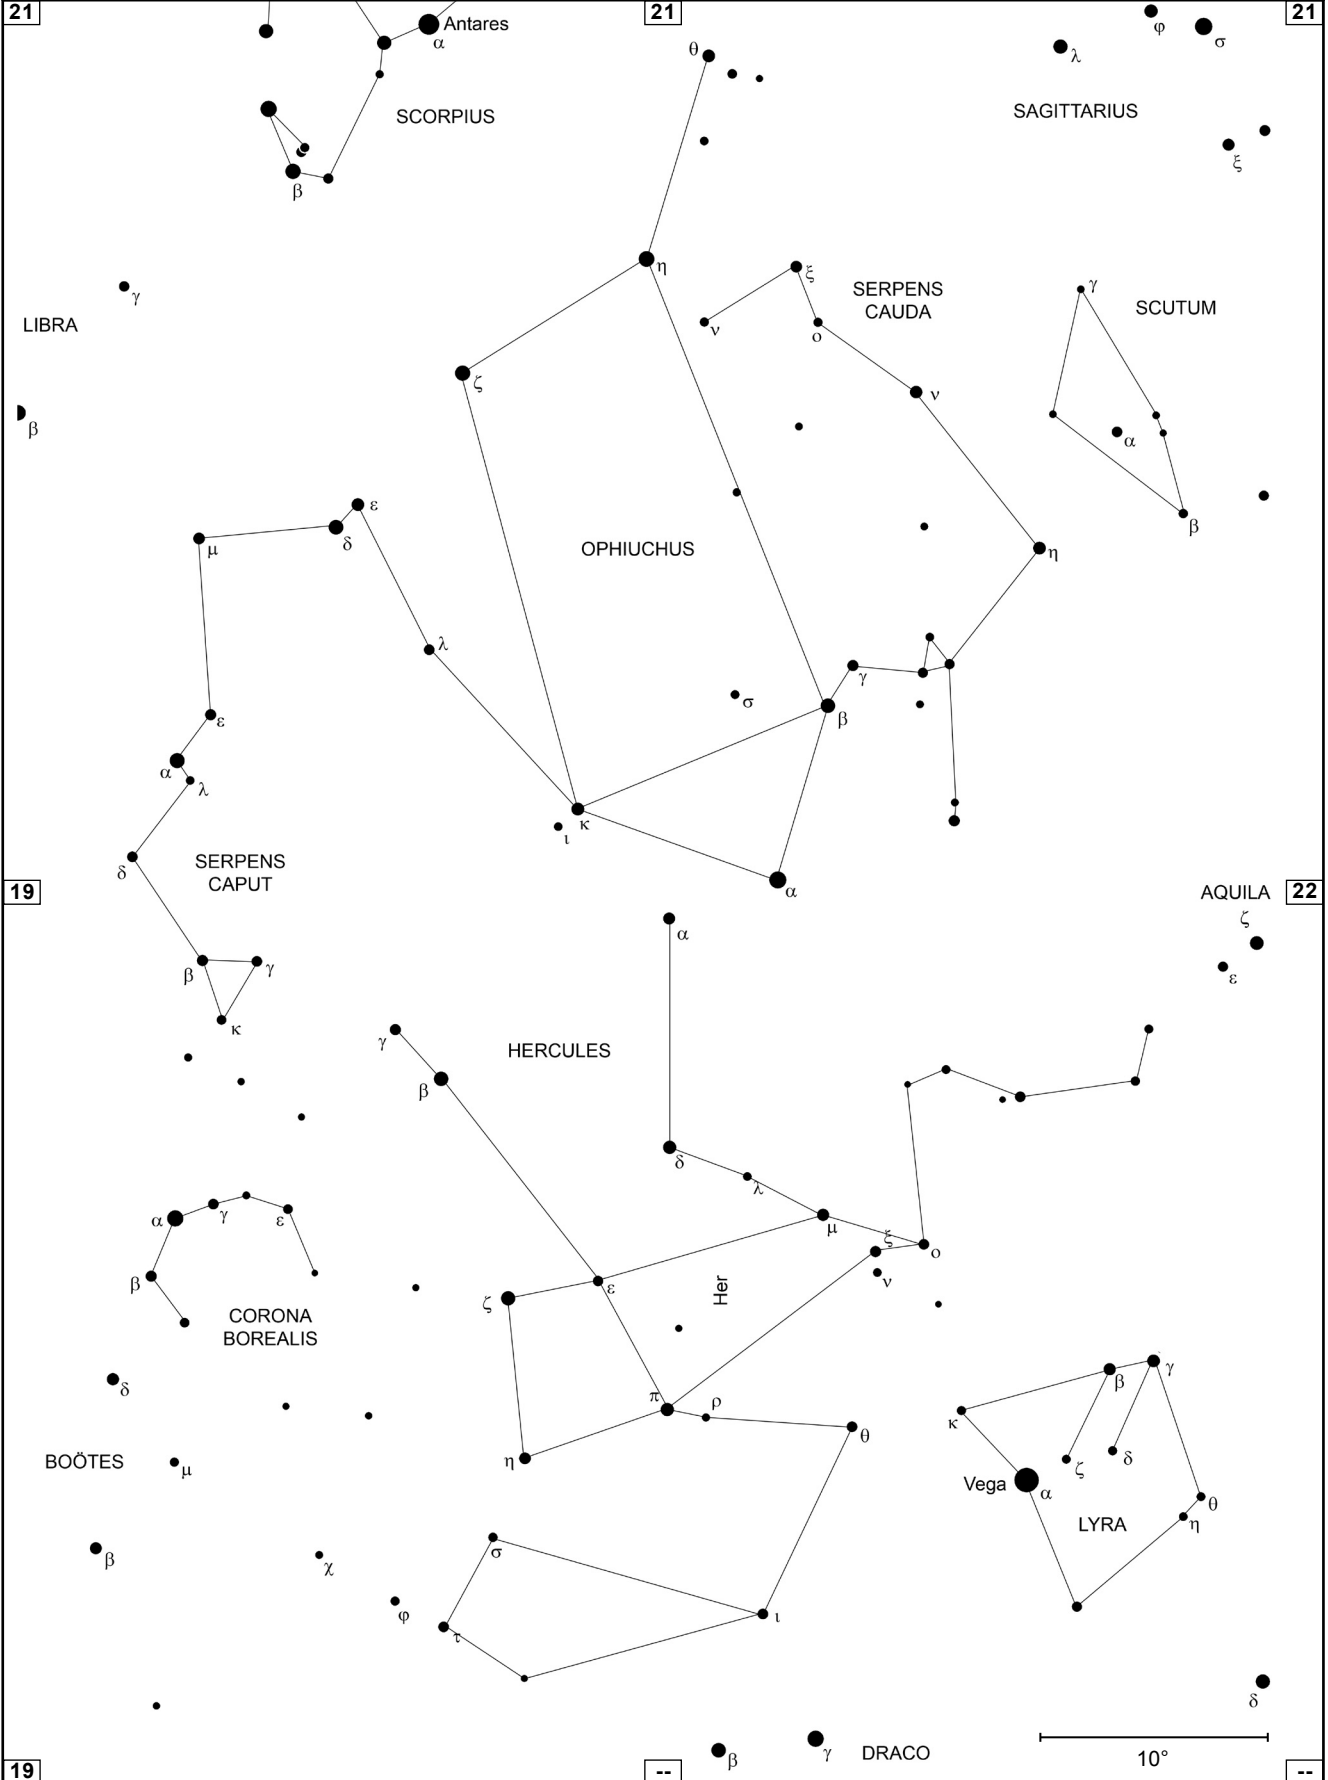 21
21
21
Antares
α
φ
σ
θ
λ
SCORPIUS
SAGITTARIUS
ξ
β
η
ξ
SERPENS
CAUDA
γ
SCUTUM
γ
LIBRA
ν
ο
ζ
ν
β
α
ε
δ
μ
β
OPHIUCHUS
η
λ
γ
σ
ε
β
α
λ
κ
ι
SERPENS
CAPUT
δ
α
19
AQUILA
22
ζ
α
β
γ
ε
κ
γ
HERCULES
β
δ
λ
α
γ
ε
μ
ξ
ο
β
ν
ε
Her
ζ
CORONA
BOREALIS
γ
β
δ
π
ρ
κ
θ
η
BOÖTES
μ
ζ
δ
Vega
α
θ
LYRA
η
σ
β
χ
φ
ι
τ
δ
γ
DRACO
β
10°
19
--
--